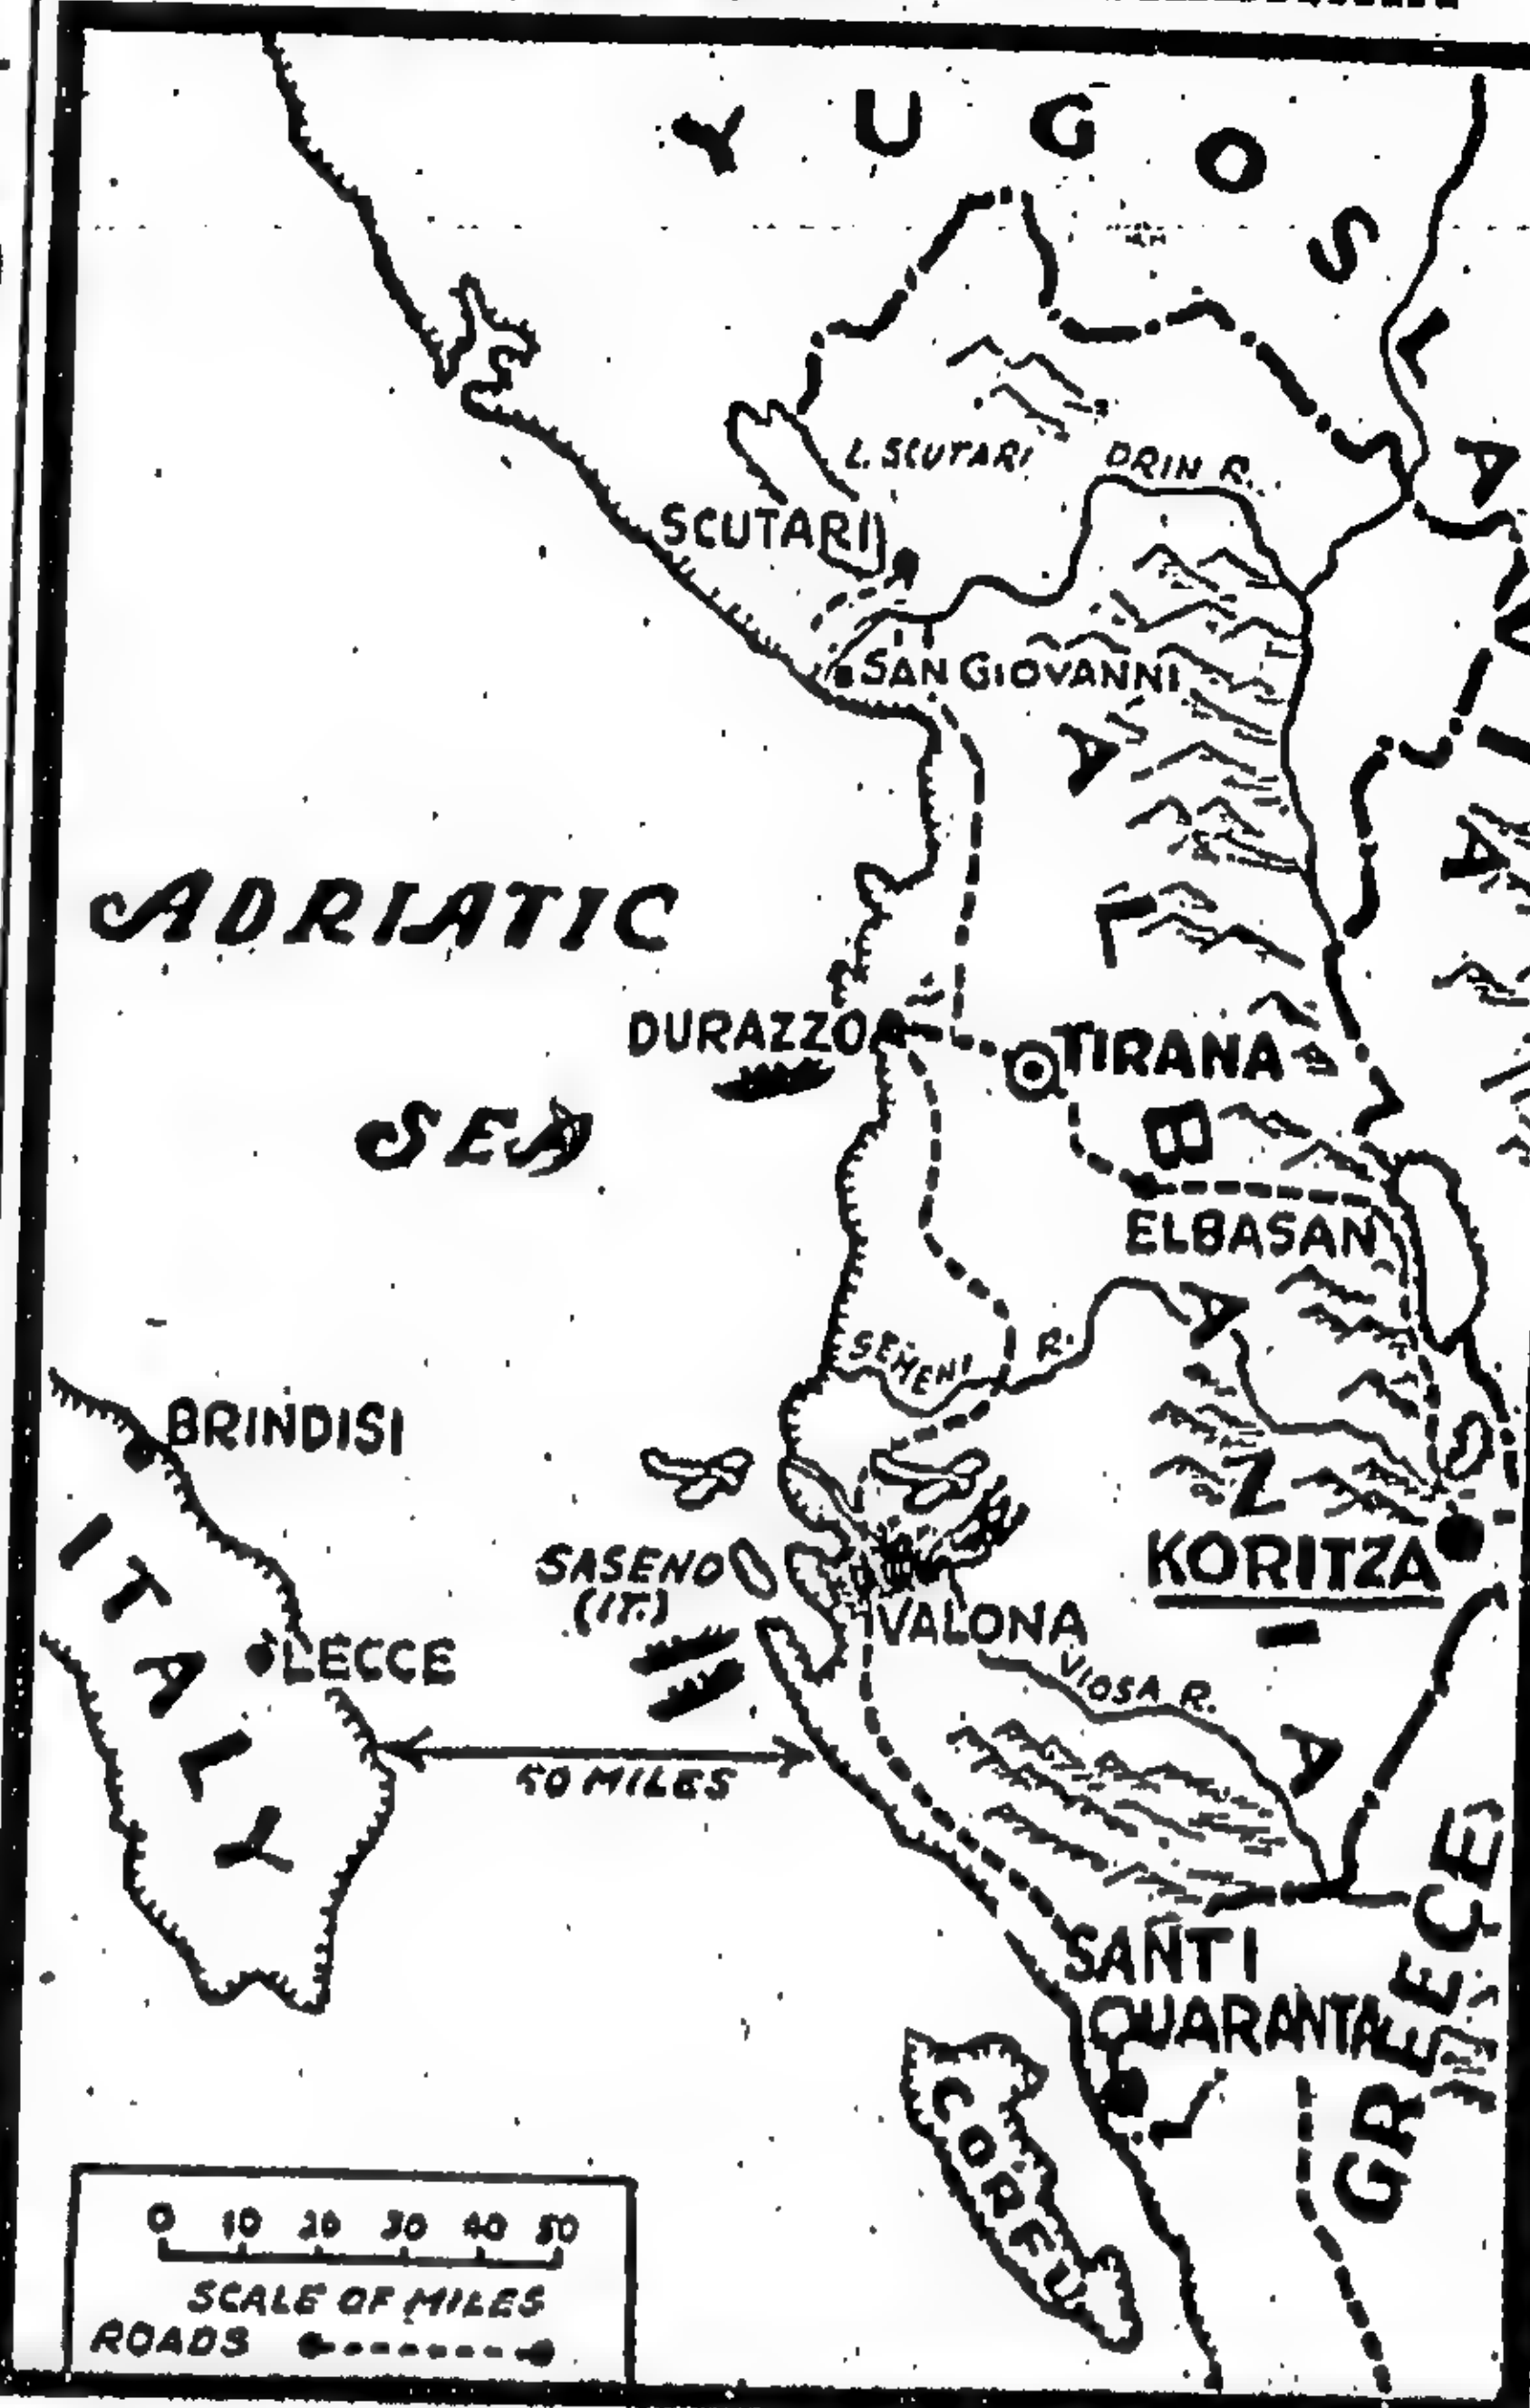 YUGOSLAVIA
L. SCUTARI
DRIN R.
SCUTARI
SAN GIOVANNI
ALBANIA
ADRIATIC
SEA
DURAZZO
TIRANA
ELBASAN
SEMENI R.
BRINDISI
ITALY
SASENO
(IT.)
KORITZA
VALONA
LECCE
VIOSA R.
50 MILES
SANTI
QUARANTA
GREECE
CORFU
0 10 20 30 40 50
SCALE OF MILES
ROADS